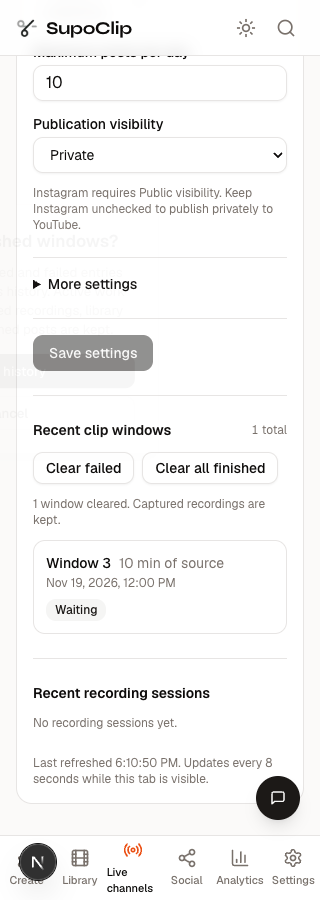 SupoClip
Maximum posts per day
10
Publication visibility
Private
Instagram requires Public visibility. Keep
Instagram unchecked to publish privately to
YouTube.
shed windows?
More settings
Save settings
history
Recent clip windows
1 total
Clear failed
Clear all finished
1 window cleared. Captured recordings are
kept.
Window 3 10 min of source
Nov 19, 2026, 12:00 PM
Waiting
Recent recording sessions
No recording sessions yet.
Last refreshed 6:10:50 PM. Updates every 8
seconds while this tab is visible.
N
Create
Library
Live
channels
Social
Analytics
Settings